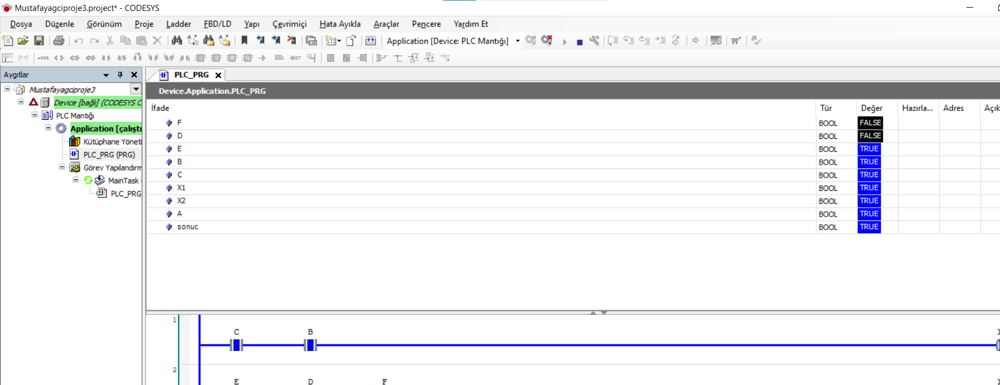 Mustafayagciproje3.project* - CODESYS
Dosya Düzenle Görünüm Proje Ladder FBD/LD Yapı Çevrimiçi Hata Ayıkla Araçlar Pencere Yardım Et
Application [Device: PLC Mantığı]
Aygıtlar
Mustafayagciproje3
Device [bağlı] (CODESYS C
PLC Mantığı
Application [çalıştı
Kütüphane Yöneti
PLC_PRG (PRG)
Görev Yapılandırm
MainTask
PLC_PRG
PLC_PRG
Device.Application.PLC_PRG
İfade Tür Değer Hazırla... Adres Açık
F BOOL FALSE
D BOOL FALSE
E BOOL TRUE
B BOOL TRUE
C BOOL TRUE
X1 BOOL TRUE
X2 BOOL TRUE
A BOOL TRUE
sonuc BOOL TRUE
1
C B
2
E D F